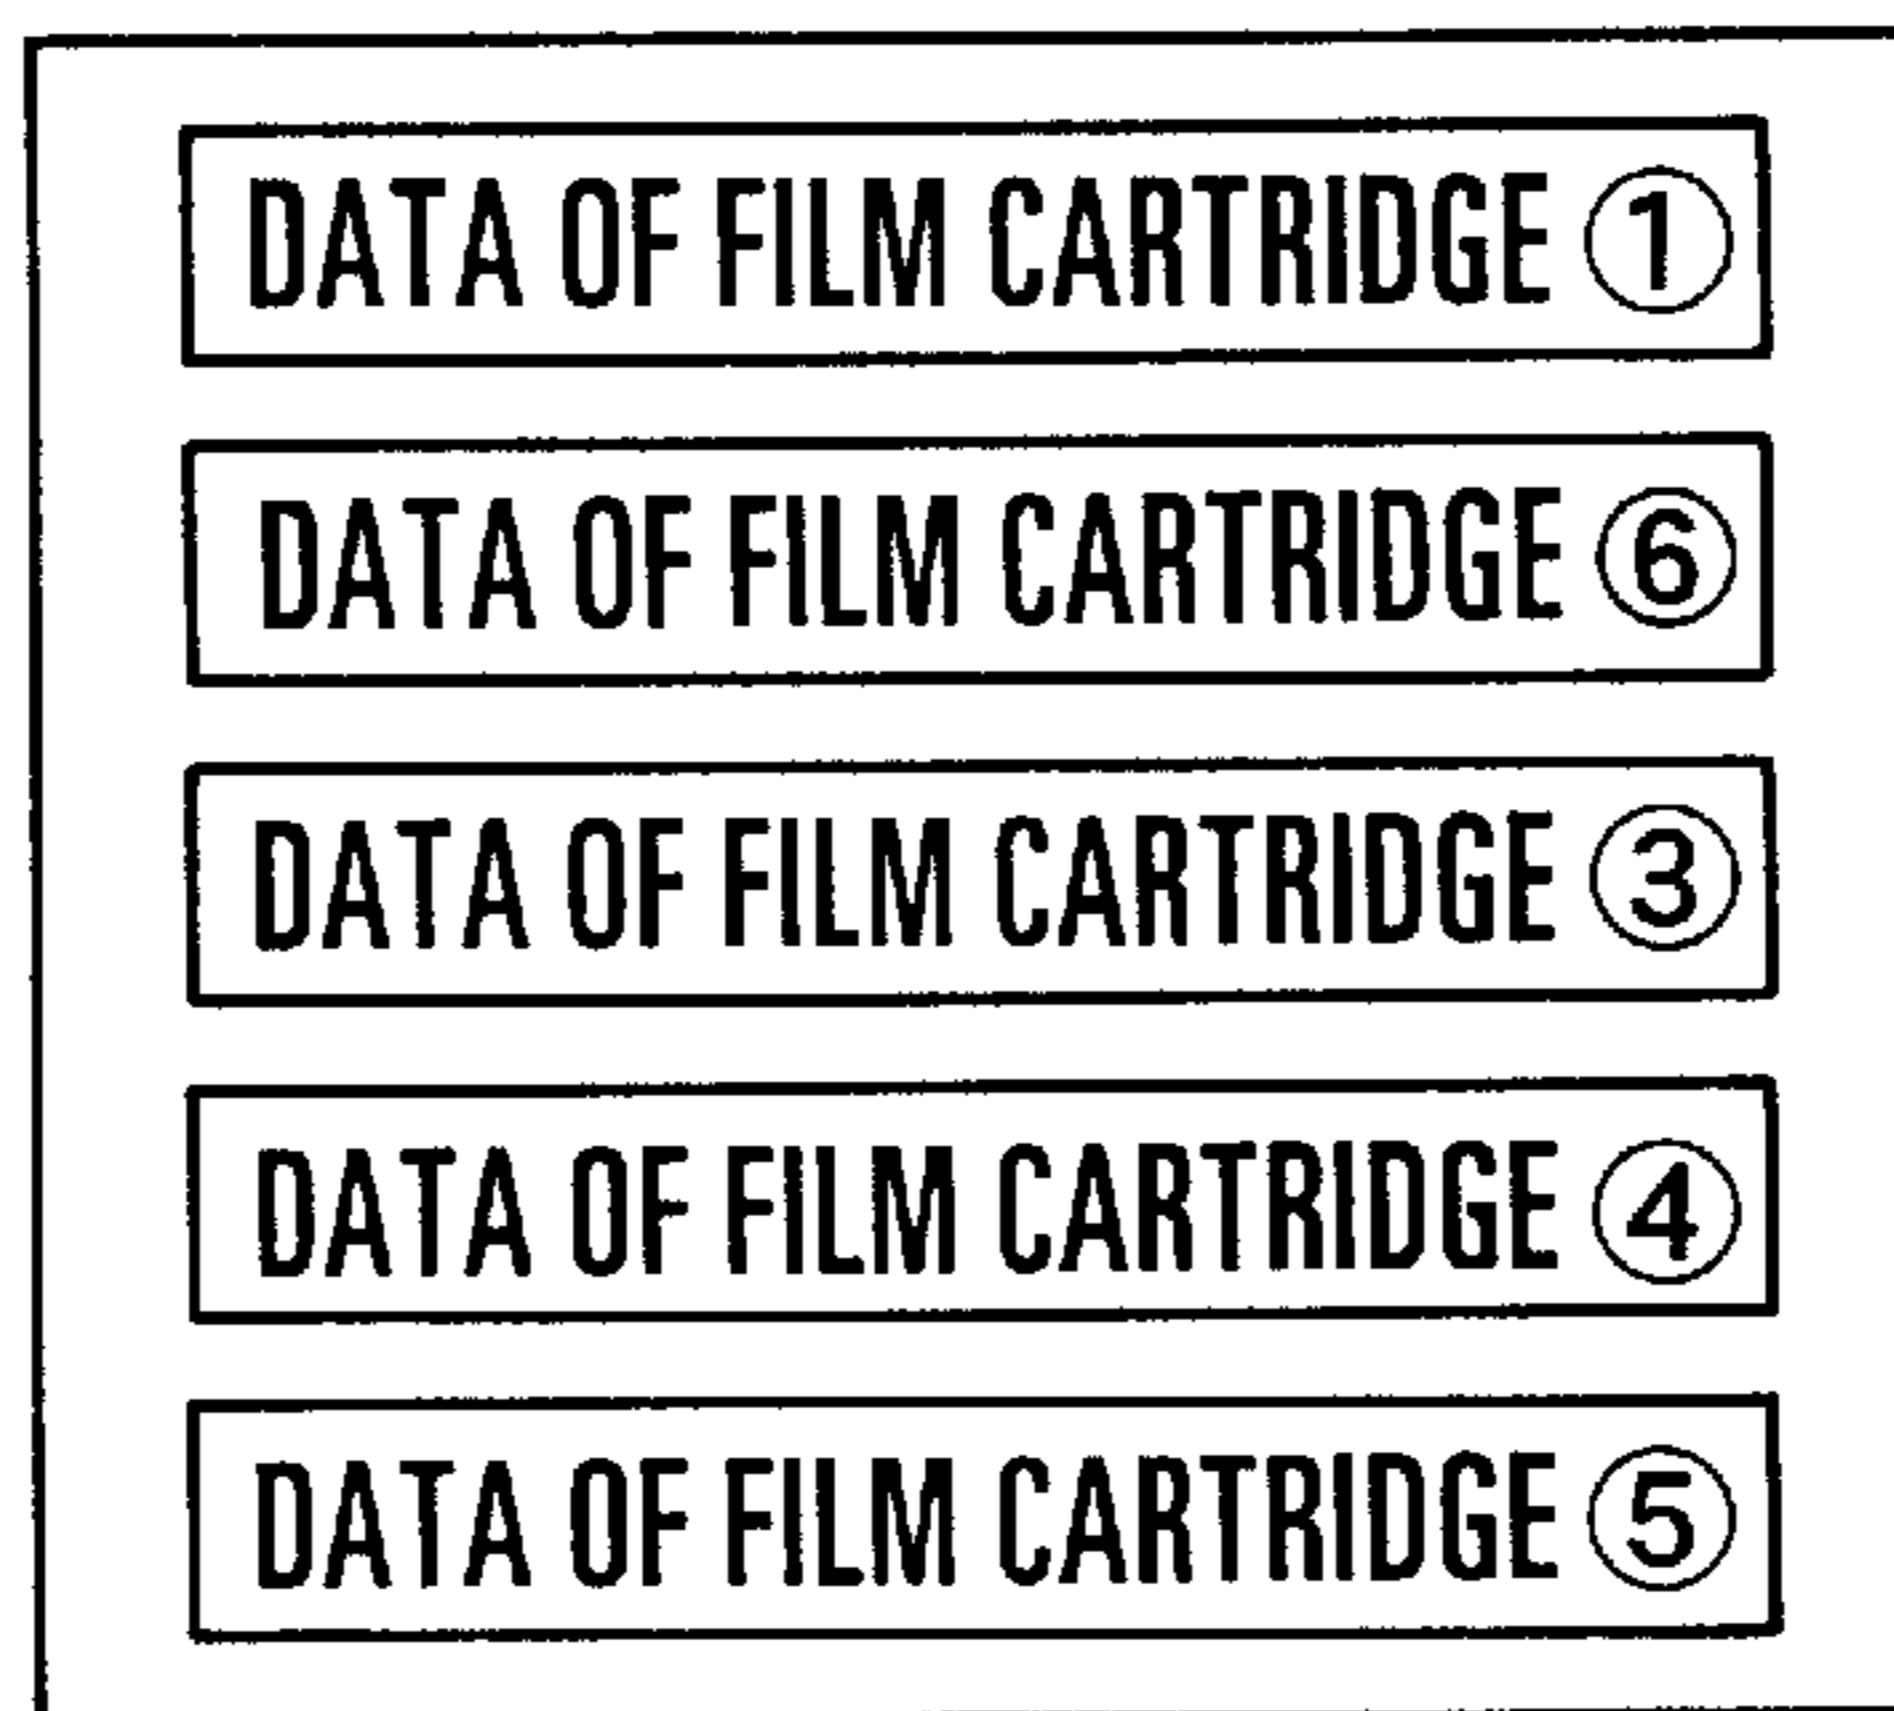 DATA OF FILM CARTRIDGE ①
DATA OF FILM CARTRIDGE ⑥
DATA OF FILM CARTRIDGE ③
DATA OF FILM CARTRIDGE ④
DATA OF FILM CARTRIDGE ⑤